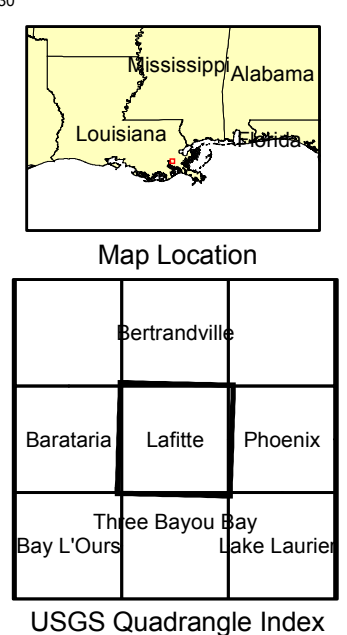 Mississippi
Alabama
Louisiana
Florida
Map Location
Bertrandville
Barataria
Lafitte
Phoenix
Three Bayou Bay
Bay L'Ours
Lake Laurier
USGS Quadrangle Index